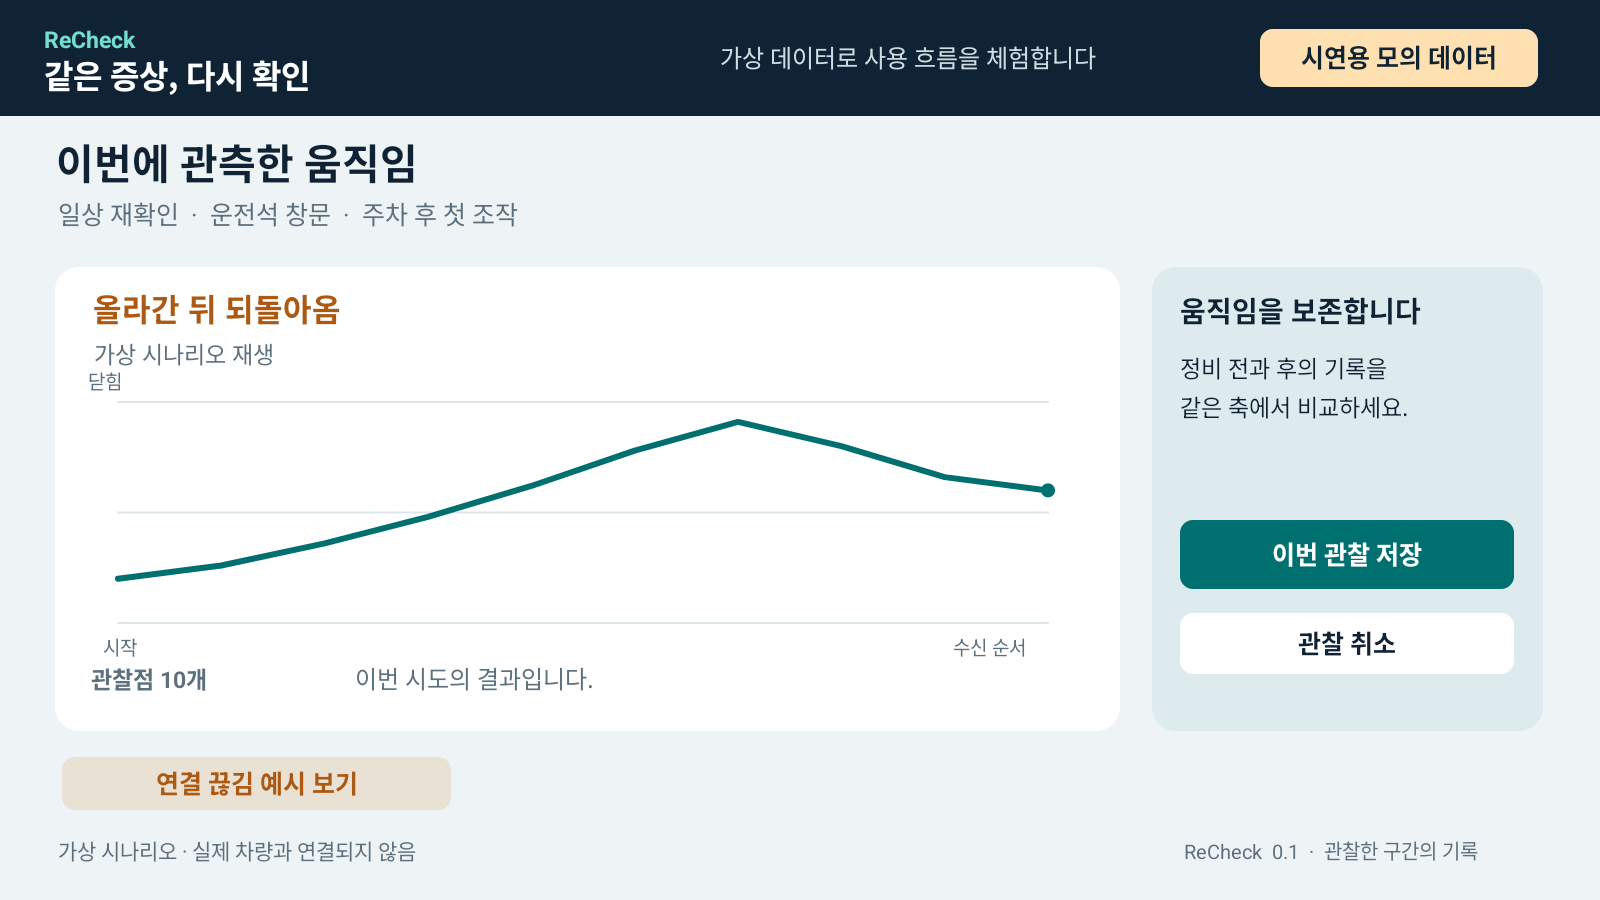 ReCheck
같은 증상, 다시 확인
가상 데이터로 사용 흐름을 체험합니다
시연용 모의 데이터
이번에 관측한 움직임
일상 재확인 · 운전석 창문 · 주차 후 첫 조작
올라간 뒤 되돌아옴
가상 시나리오 재생
닫힘
시작
수신 순서
관찰점 10개
이번 시도의 결과입니다.
움직임을 보존합니다
정비 전과 후의 기록을
같은 축에서 비교하세요.
이번 관찰 저장
관찰 취소
연결 끊김 예시 보기
가상 시나리오 · 실제 차량과 연결되지 않음
ReCheck 0.1 · 관찰한 구간의 기록